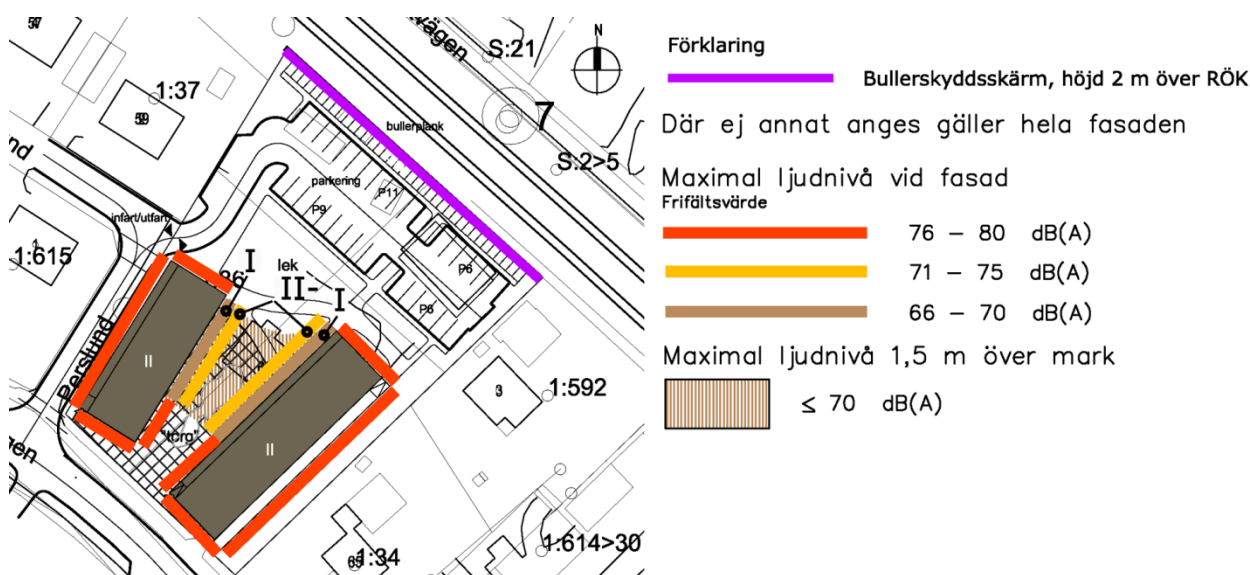 57
vägen
S:21
N
1:37
59
7
bullerplank
S:2>5
parkering
P11
P9
infart/utfart
1:615
I
lek
II-
I
P6
P6
Perslund
II
3
1:592
"torg"
II
1:34
65
1:614>30
Förklaring
Bullerskyddsskärm, höjd 2 m över RÖK
Där ej annat anges gäller hela fasaden
Maximal ljudnivå vid fasad
Frifältsvärde
76 – 80 dB(A)
71 – 75 dB(A)
66 – 70 dB(A)
Maximal ljudnivå 1,5 m över mark
≤ 70 dB(A)